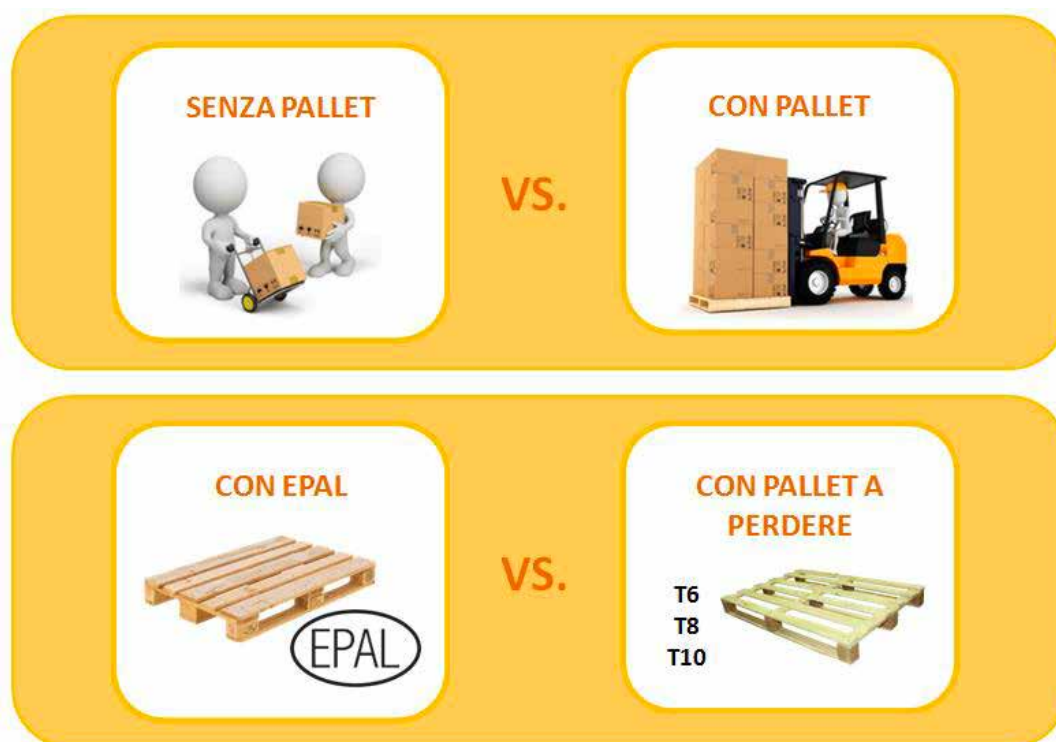 SENZA PALLET
VS.
CON PALLET
CON EPAL
EPAL
VS.
CON PALLET A
PERDERE
T6
T8
T10